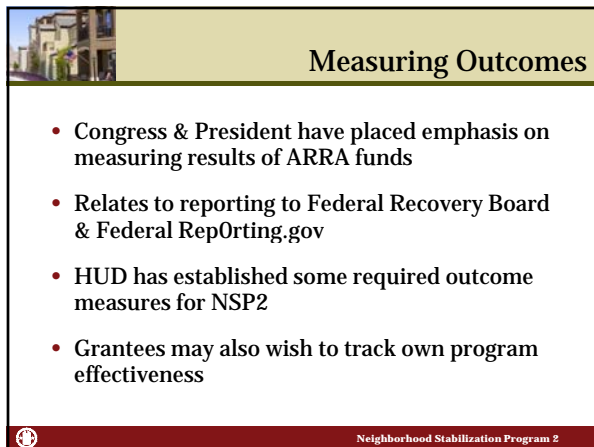 Measuring Outcomes
• Congress & President have placed emphasis on
measuring results of ARRA funds
• Relates to reporting to Federal Recovery Board
& Federal RepOrting.gov
• HUD has established some required outcome
measures for NSP2
• Grantees may also wish to track own program
effectiveness
Neighborhood Stabilization Program 2